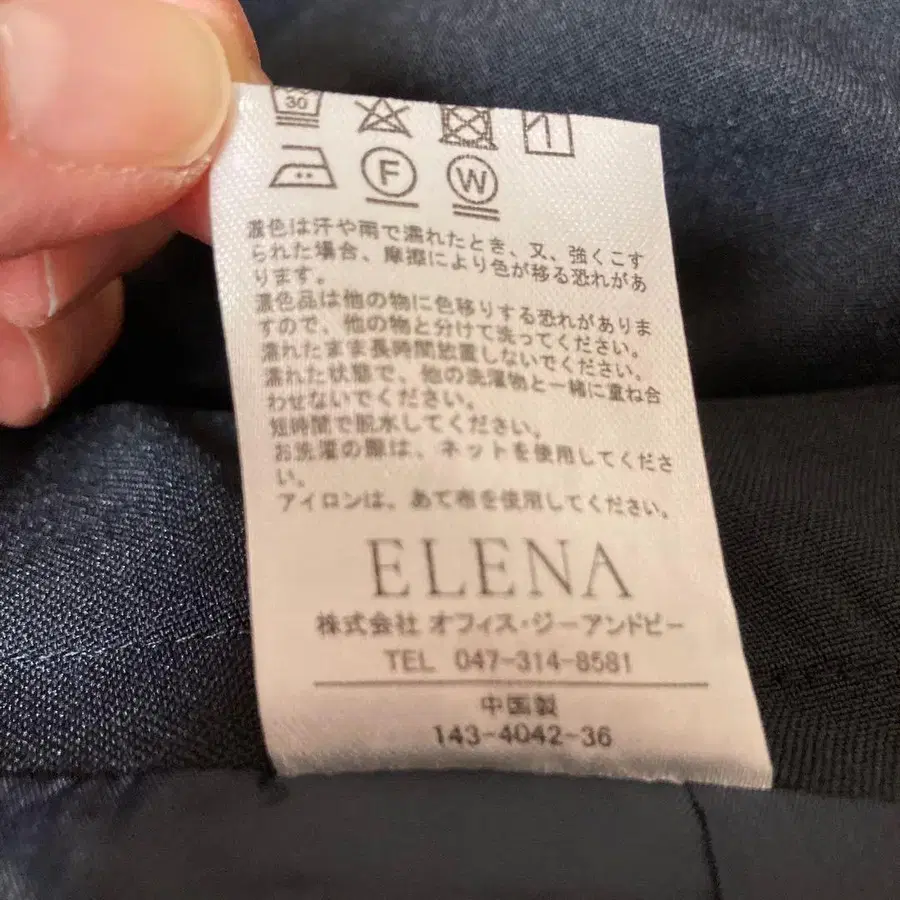 30
F W
濃色は汗や雨で濡れたとき、又、強くこす
られた場合、摩擦により色が移る恐れがあ
ります。
濃色品は他の物に色移りする恐れがありま
すので、他の物と分けて洗ってください。
濡れたまま長時間放置しないでください。
濡れた状態で、他の洗濯物と一緒に重ね合
わせないでください。
短時間で脱水してください。
お洗濯の際は、ネットを使用してくださ
い。
アイロンは、あて布を使用してください。
ELENA
株式会社 オフィス・ジーアンドピー
TEL 047-314-8581
中国製
143-4042-36